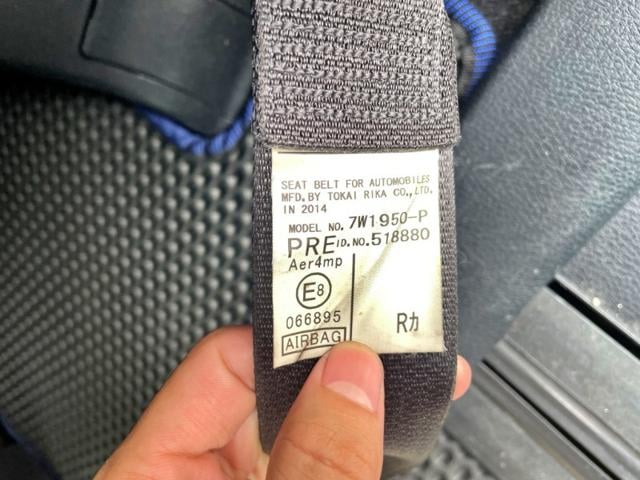 SEAT BELT FOR AUTOMOBILES
MFD. BY TOKAI RIKA CO., LTD.
IN 2014
MODEL NO. 7W1950-P
PRE ID. NO. 518880
Aer4mp
E8
066895
AIRBAG
Rカ